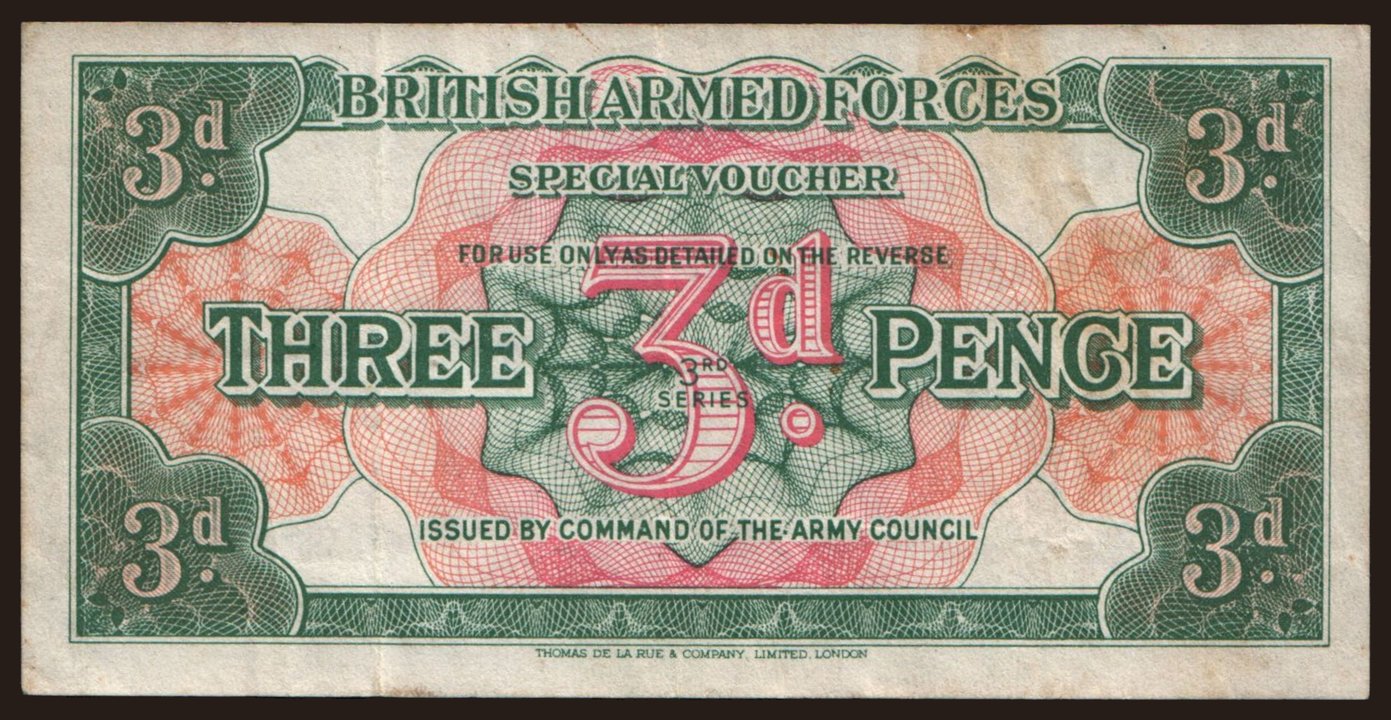 BRITISH ARMED FORCES
3d. 3d.
SPECIAL VOUCHER
FOR USE ONLY AS DETAILED ON THE REVERSE
THREE 3d. PENCE
3RD
SERIES
ISSUED BY COMMAND OF THE ARMY COUNCIL
3d. 3d.
THOMAS DE LA RUE & COMPANY, LIMITED, LONDON